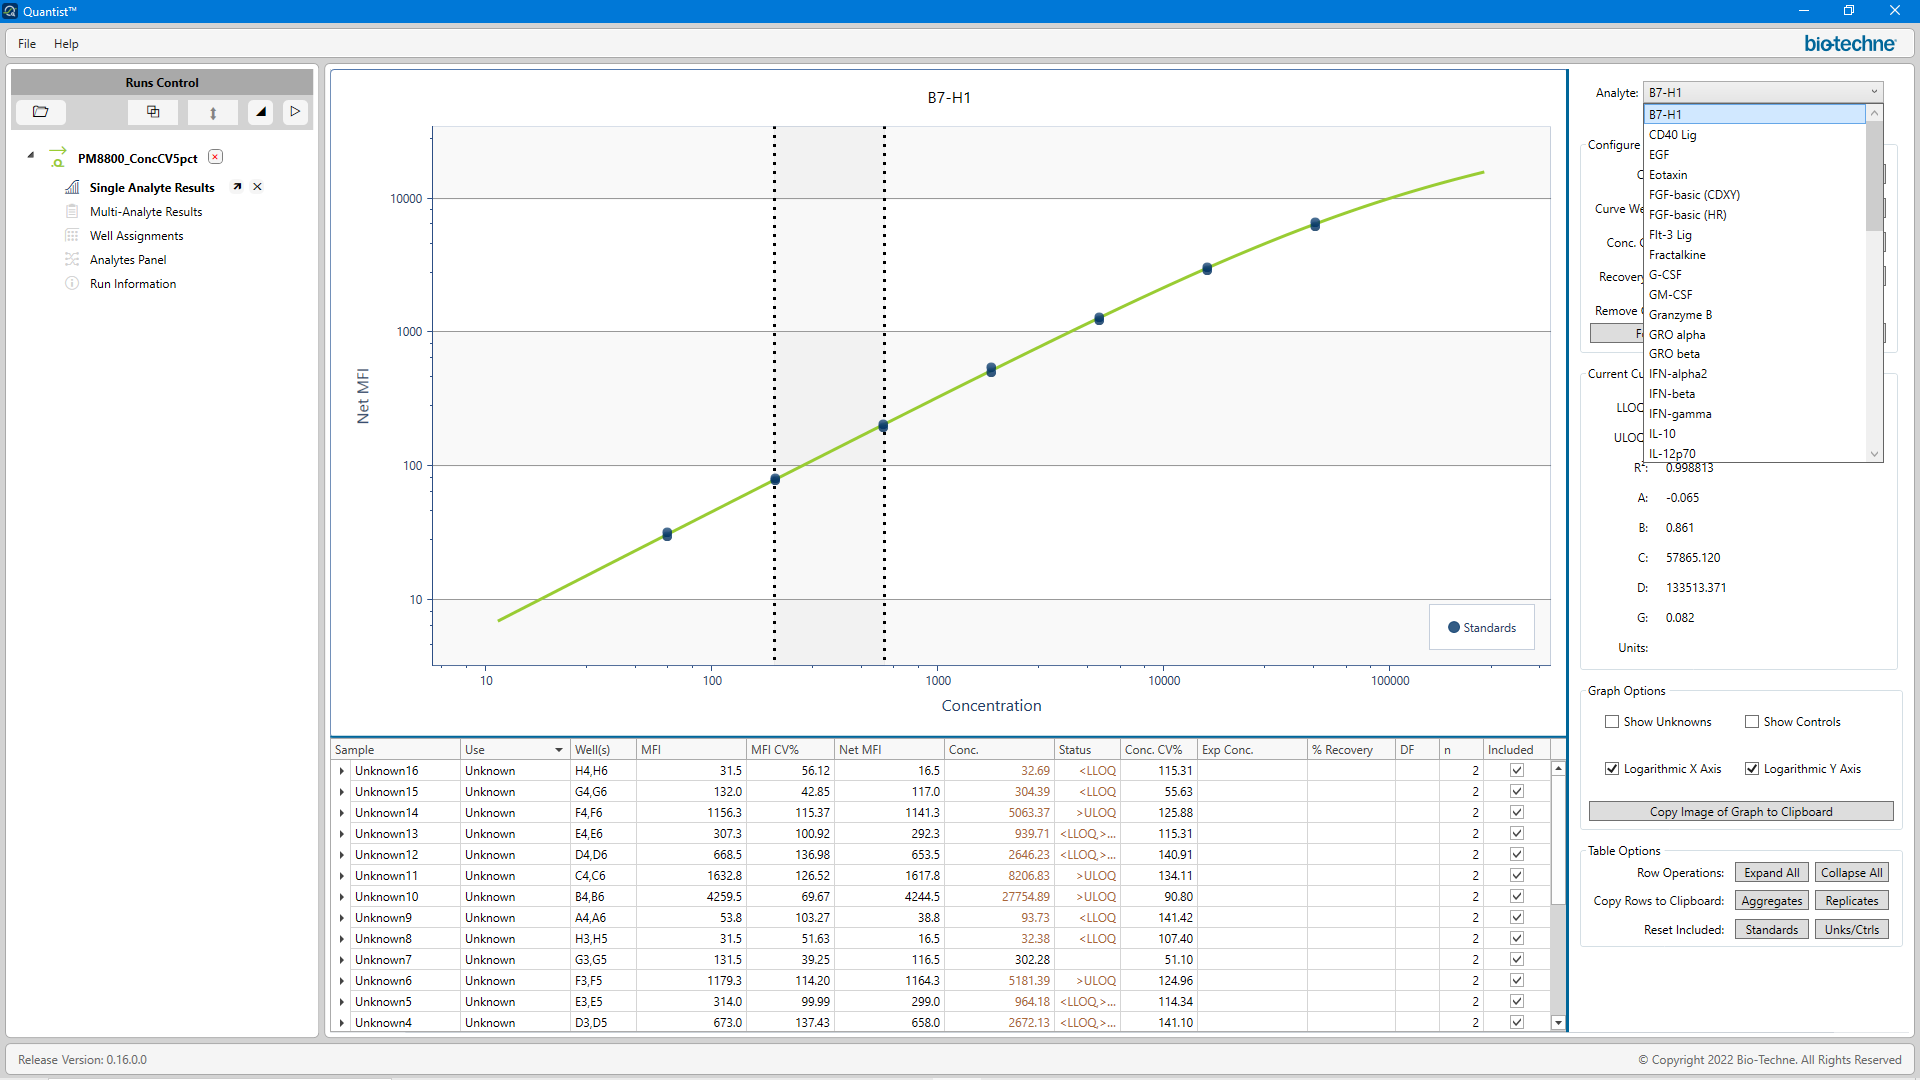 Quantist™
File Help
bio-techne
Runs Control
PM8800_ConcCV5pct
Single Analyte Results
Multi-Analyte Results
Well Assignments
Analytes Panel
Run Information
B7-H1
10000
1000
100
10
Net MFI
10 100 1000 10000 100000
Concentration
Standards
Analyte: B7-H1
B7-H1
CD40 Lig
EGF
Eotaxin
FGF-basic (CDXY)
FGF-basic (HR)
Flt-3 Lig
Fractalkine
G-CSF
GM-CSF
Granzyme B
GRO alpha
GRO beta
IFN-alpha2
IFN-beta
IFN-gamma
IL-10
IL-12p70
Configure
C
Curve We
Conc. C
Recovery
Remove
Current Cu
LLOQ
ULOQ
R²: 0.998813
A: -0.065
B: 0.861
C: 57865.120
D: 133513.371
G: 0.082
Units:
Graph Options
Show Unknowns Show Controls
Logarithmic X Axis Logarithmic Y Axis
Copy Image of Graph to Clipboard
Table Options
Row Operations: Expand All Collapse All
Copy Rows to Clipboard: Aggregates Replicates
Reset Included: Standards Unks/Ctrls
Sample Use Well(s) MFI MFI CV% Net MFI Conc. Status Conc. CV% Exp Conc. % Recovery DF n Included
Unknown16 Unknown H4,H6 31.5 56.12 16.5 32.69 <LLOQ 115.31 2
Unknown15 Unknown G4,G6 132.0 42.85 117.0 304.39 <LLOQ 55.63 2
Unknown14 Unknown F4,F6 1156.3 115.37 1141.3 5063.37 >ULOQ 125.88 2
Unknown13 Unknown E4,E6 307.3 100.92 292.3 939.71 <LLOQ,>... 115.31 2
Unknown12 Unknown D4,D6 668.5 136.98 653.5 2646.23 <LLOQ,>... 140.91 2
Unknown11 Unknown C4,C6 1632.8 126.52 1617.8 8206.83 >ULOQ 134.11 2
Unknown10 Unknown B4,B6 4259.5 69.67 4244.5 27754.89 >ULOQ 90.80 2
Unknown9 Unknown A4,A6 53.8 103.27 38.8 93.73 <LLOQ 141.42 2
Unknown8 Unknown H3,H5 31.5 51.63 16.5 32.38 <LLOQ 107.40 2
Unknown7 Unknown G3,G5 131.5 39.25 116.5 302.28 51.10 2
Unknown6 Unknown F3,F5 1179.3 114.20 1164.3 5181.39 >ULOQ 124.96 2
Unknown5 Unknown E3,E5 314.0 99.99 299.0 964.18 <LLOQ,>... 114.34 2
Unknown4 Unknown D3,D5 673.0 137.43 658.0 2672.13 <LLOQ,>... 141.10 2
Release Version: 0.16.0.0
© Copyright 2022 Bio-Techne. All Rights Reserved